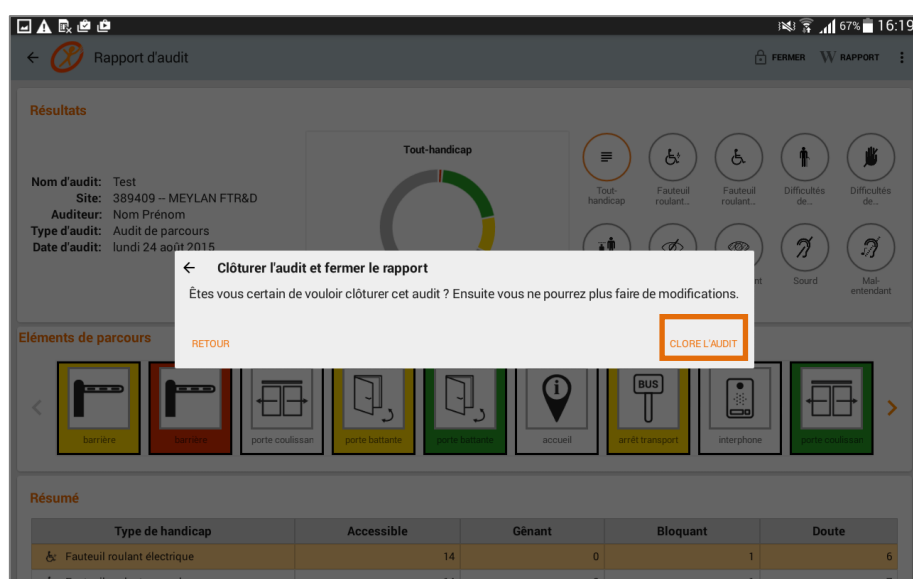 67% 16:19
Rapport d'audit
FERMER W RAPPORT
Résultats
Tout-handicap
Nom d'audit: Test
Site: 389409 – MEYLAN FTR&D
Auditeur: Nom Prénom
Type d'audit: Audit de parcours
Date d'audit: lundi 24 août 2015
Tout-
handicap
Fauteuil
roulant...
Fauteuil
roulant...
Difficultés
de...
Difficultés
de...
nt
Sourd
Mal-
entendant
Clôturer l'audit et fermer le rapport
Êtes vous certain de vouloir clôturer cet audit ? Ensuite vous ne pourrez plus faire de modifications.
RETOUR
CLORE L'AUDIT
Eléments de parcours
BUS
barrière
barrière
porte coulissan
porte battante
porte battante
accueil
arrêt transport
interphone
porte coulissan
Résumé
Type de handicap Accessible Gênant Bloquant Doute
Fauteuil roulant électrique 14 0 1 6